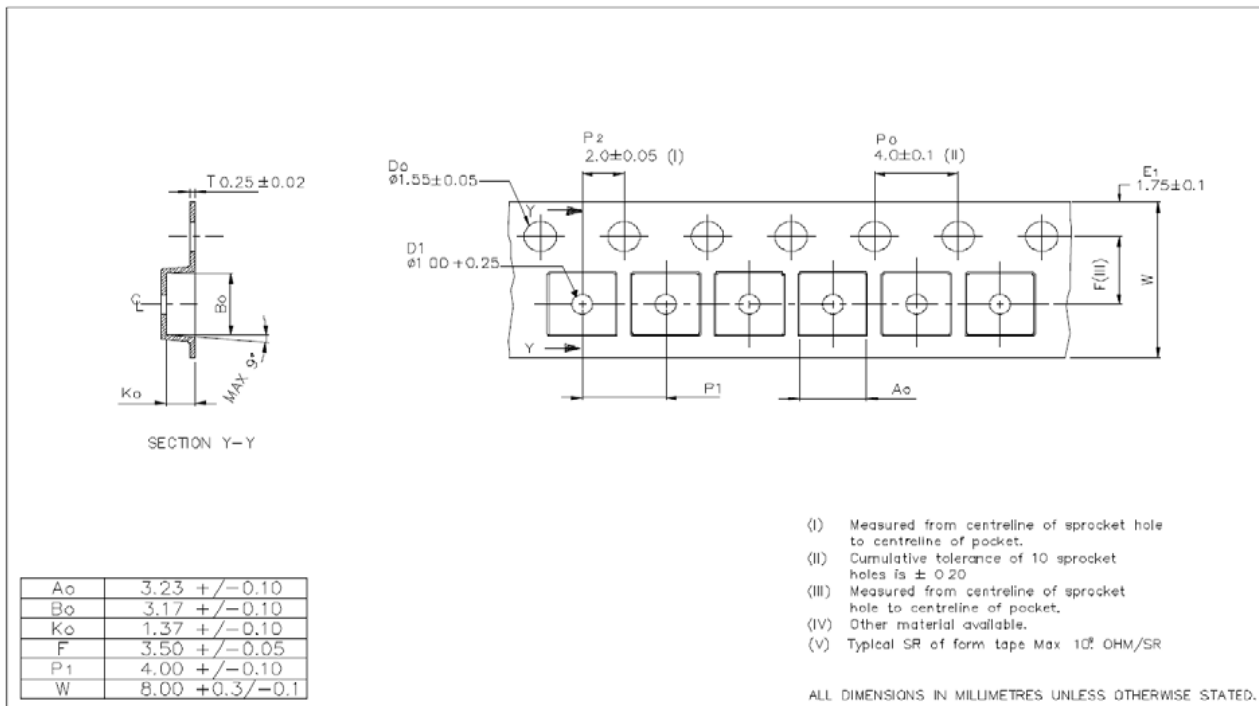 P2
2.0±0.05 (I)
Po
4.0±0.1 (II)
E1
1.75±0.1
Do
ø1.55±0.05
T 0.25±0.02
Y
D1
ø1.00 +0.25
F(III)
W
Bo
℄
Y
MAX 9°
Ko
P1
Ao
SECTION Y-Y
(I) Measured from centreline of sprocket hole
to centreline of pocket.
(II) Cumulative tolerance of 10 sprocket
holes is ± 0.20
(III) Measured from centreline of sprocket
hole to centreline of pocket.
(IV) Other material available.
(V) Typical SR of form tape Max 10⁸ OHM/SR
Ao 3.23 +/-0.10
Bo 3.17 +/-0.10
Ko 1.37 +/-0.10
F 3.50 +/-0.05
P1 4.00 +/-0.10
W 8.00 +0.3/-0.1
ALL DIMENSIONS IN MILLIMETRES UNLESS OTHERWISE STATED.